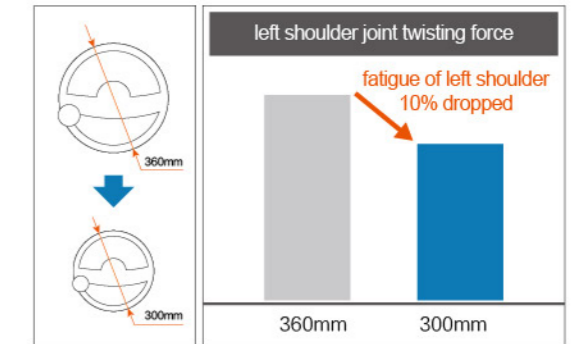 360mm
300mm
left shoulder joint twisting force
fatigue of left shoulder
10% dropped
360mm
300mm